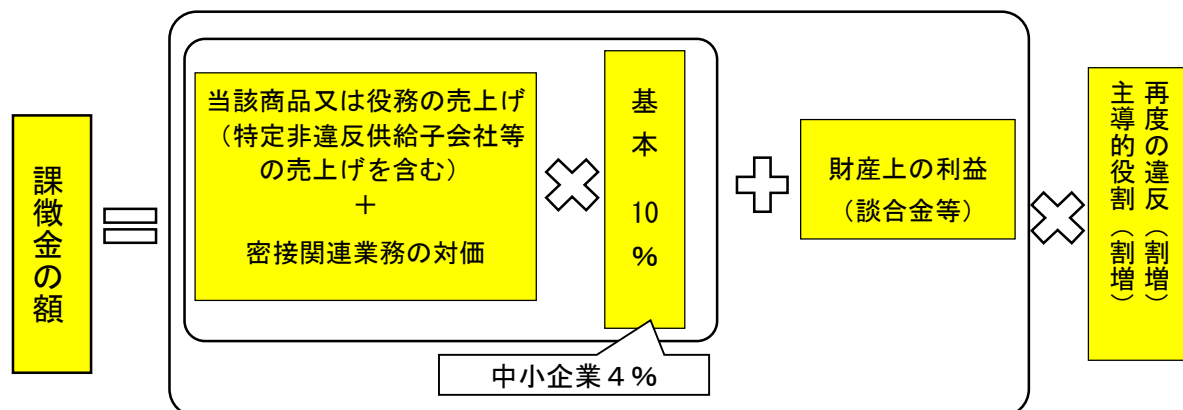 課徴金の額
当該商品又は役務の売上げ
（特定非違反供給子会社等
の売上げを含む）
＋
密接関連業務の対価
基本 10％
中小企業４％
財産上の利益
（談合金等）
再度の違反（割増）
主導的役割（割増）